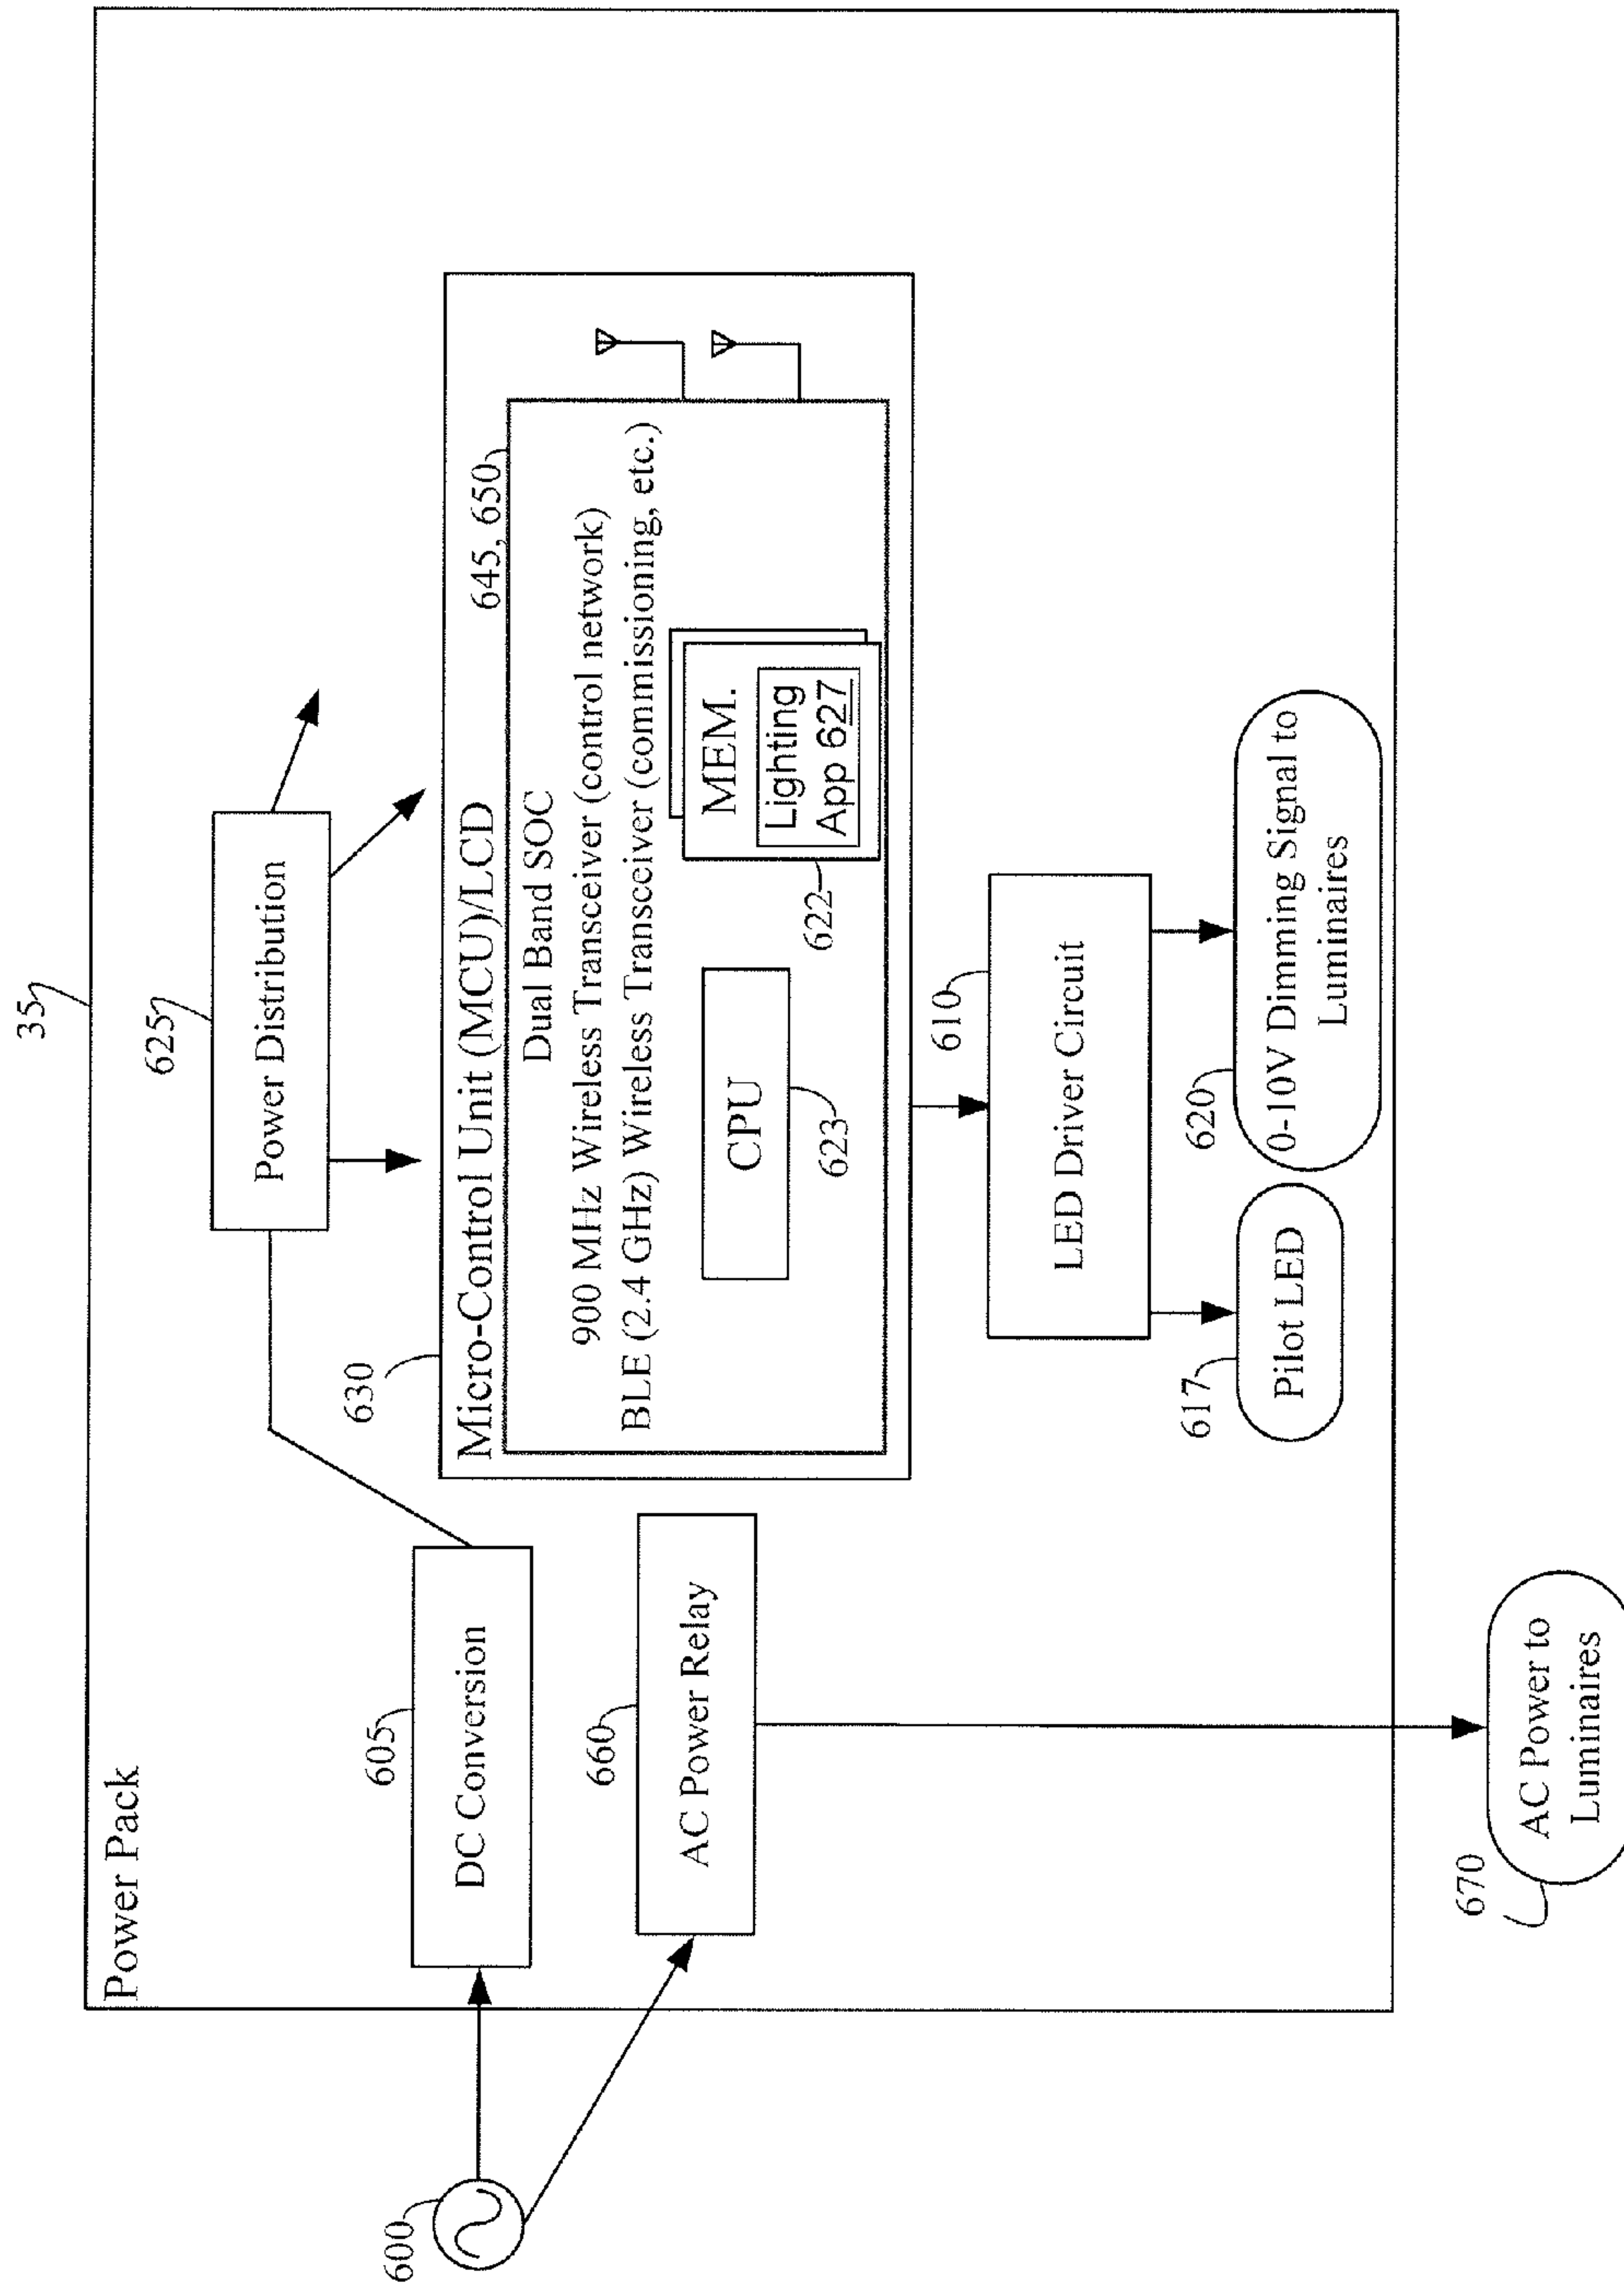 35
Power Pack
625
Power Distribution
600
605
DC Conversion
660
AC Power Relay
630
Micro-Control Unit (MCU)/LCD
645, 650
Dual Band SOC
900 MHz Wireless Transceiver (control network)
BLE (2.4 GHz) Wireless Transceiver (commissioning, etc.)
CPU
623
MEM.
Lighting
App 627
622
610
LED Driver Circuit
617
Pilot LED
620
0-10V Dimming Signal to
Luminaires
670
AC Power to
Luminaires